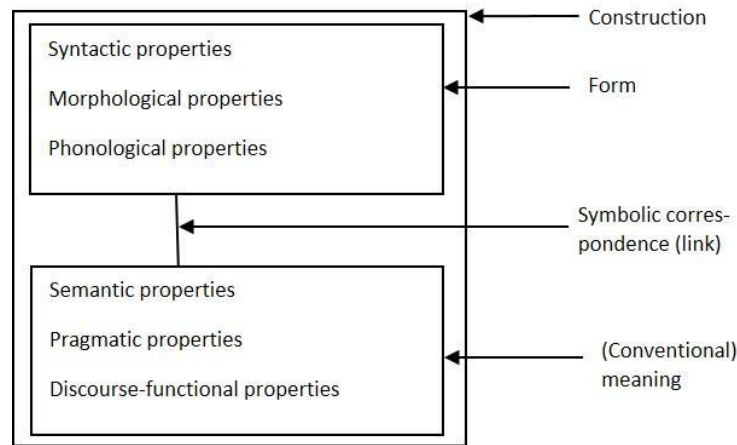 Construction
Syntactic properties
Morphological properties
Phonological properties
Form
Symbolic corres-
pondence (link)
Semantic properties
Pragmatic properties
Discourse-functional properties
(Conventional)
meaning